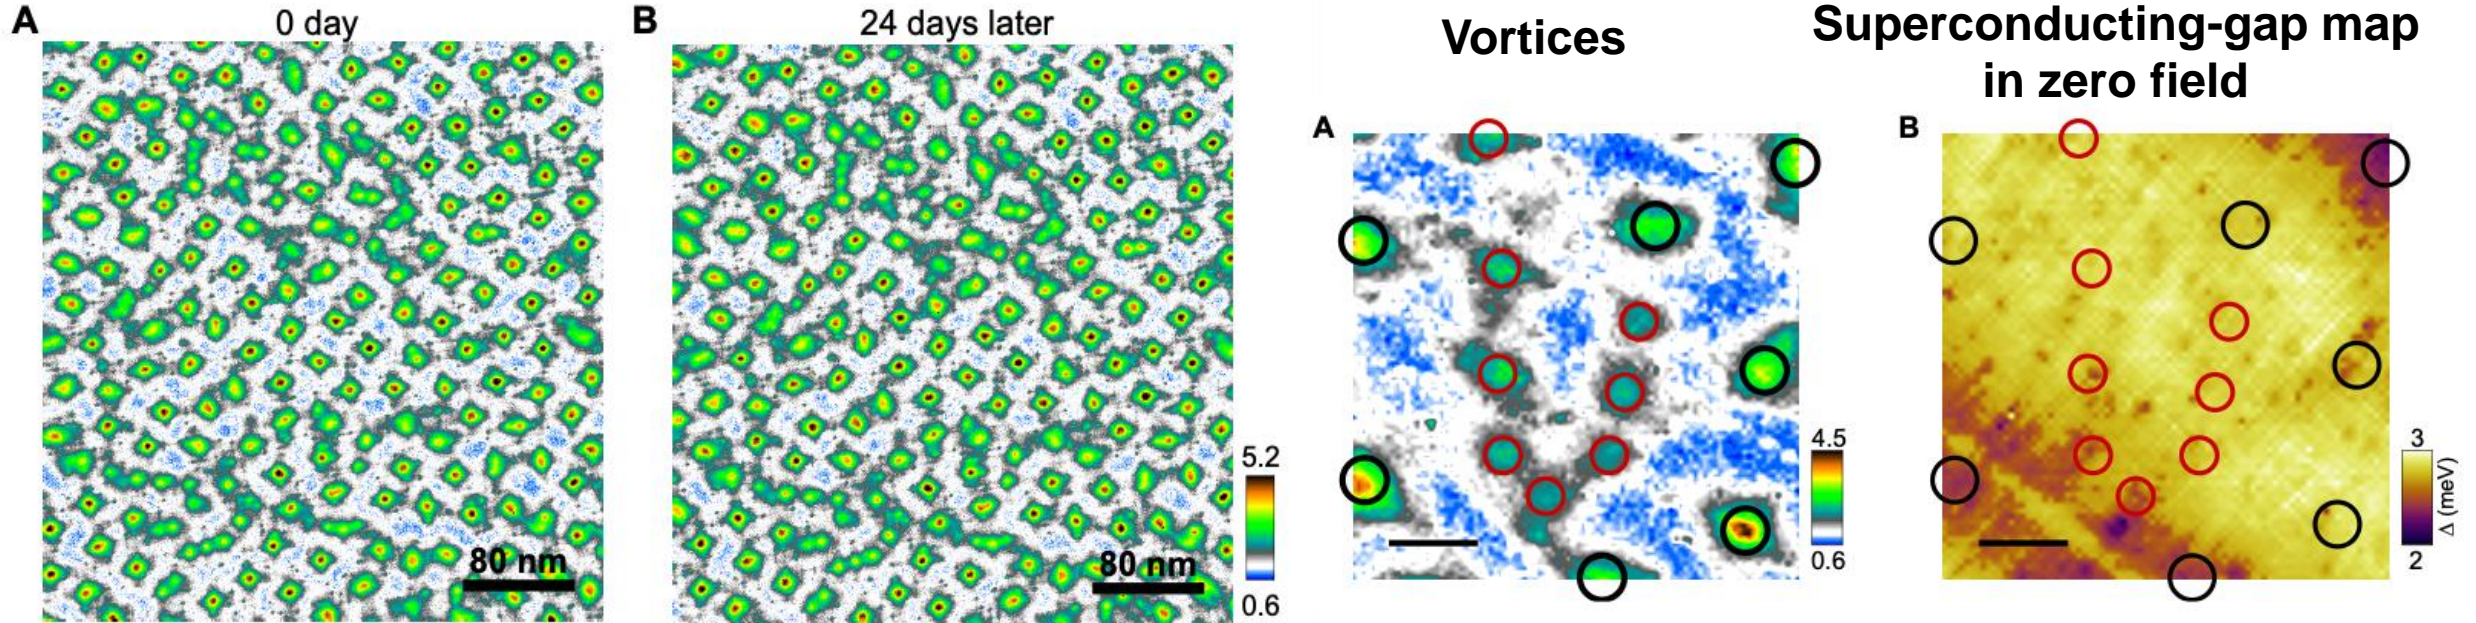 A
0 day
B
24 days later
80 nm
80 nm
5.2
0.6
Vortices
Superconducting-gap map
in zero field
A
4.5
0.6
B
3
Δ (meV)
2